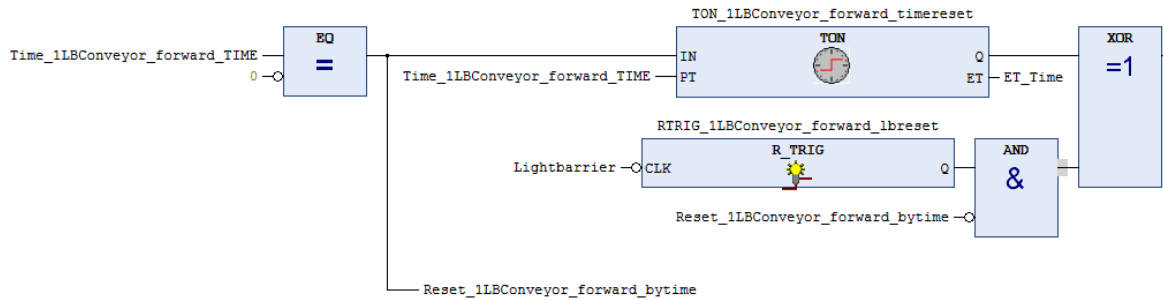 TON_1LBConveyor_forward_timereset
EQ
TON
XOR
Time_1LBConveyor_forward_TIME
=
IN
Q
=1
0
Time_1LBConveyor_forward_TIME
PT
ET
ET_Time
RTRIG_1LBConveyor_forward_lbreset
R_TRIG
AND
Lightbarrier
CLK
Q
&
Reset_1LBConveyor_forward_bytime
Reset_1LBConveyor_forward_bytime